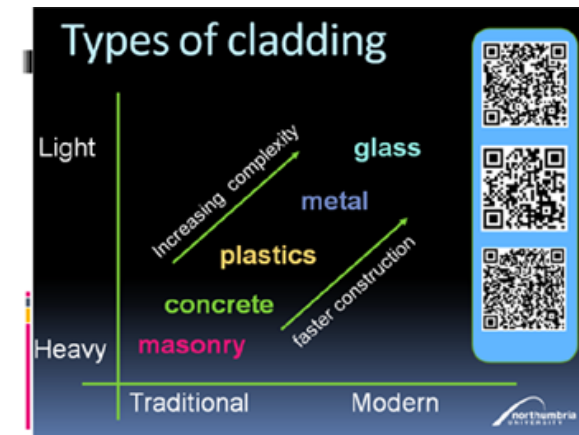 Types of cladding
Light
Increasing complexity
glass
metal
plastics
faster construction
concrete
Heavy
masonry
Traditional
Modern
northumbria
UNIVERSITY